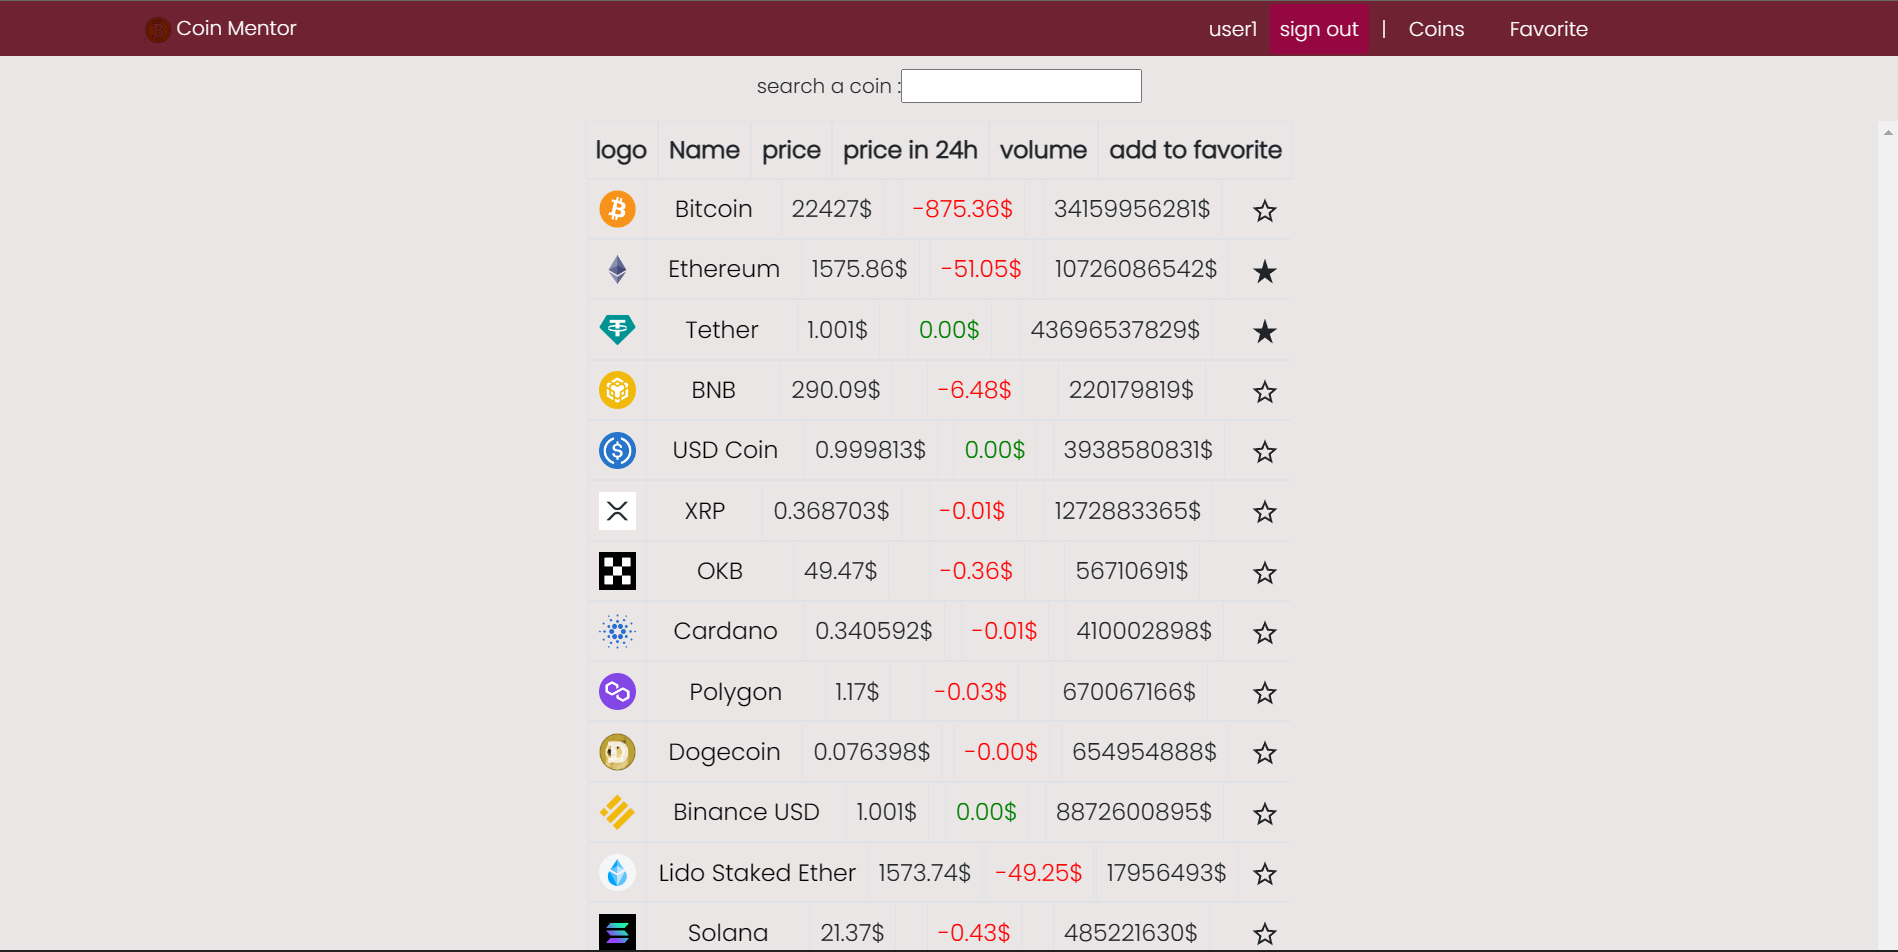 Coin Mentor user1 sign out | Coins Favorite
search a coin :
logo Name price price in 24h volume add to favorite
Bitcoin 22427$ -875.36$ 34159956281$
Ethereum 1575.86$ -51.05$ 10726086542$
Tether 1.001$ 0.00$ 43696537829$
BNB 290.09$ -6.48$ 220179819$
USD Coin 0.999813$ 0.00$ 3938580831$
XRP 0.368703$ -0.01$ 1272883365$
OKB 49.47$ -0.36$ 56710691$
Cardano 0.340592$ -0.01$ 410002898$
Polygon 1.17$ -0.03$ 670067166$
Dogecoin 0.076398$ -0.00$ 654954888$
Binance USD 1.001$ 0.00$ 8872600895$
Lido Staked Ether 1573.74$ -49.25$ 17956493$
Solana 21.37$ -0.43$ 485221630$